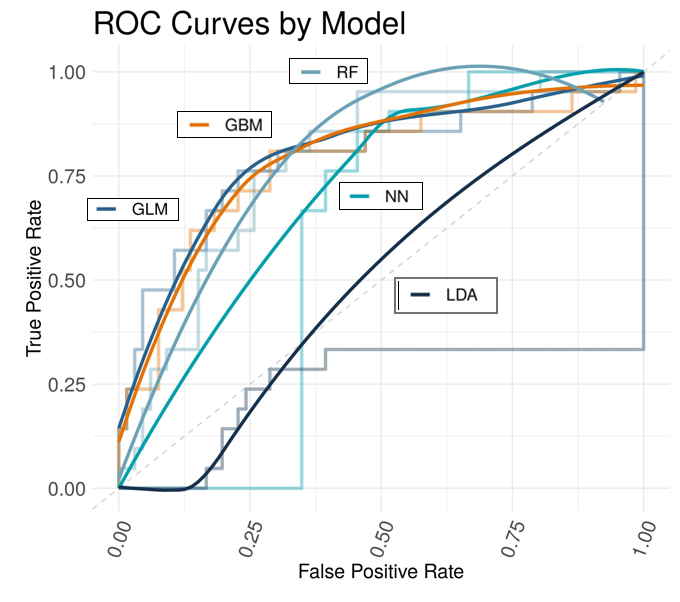 ROC Curves by Model
RF
GBM
NN
GLM
LDA
True Positive Rate
1.00
0.75
0.50
0.25
0.00
0.00
0.25
0.50
0.75
1.00
False Positive Rate